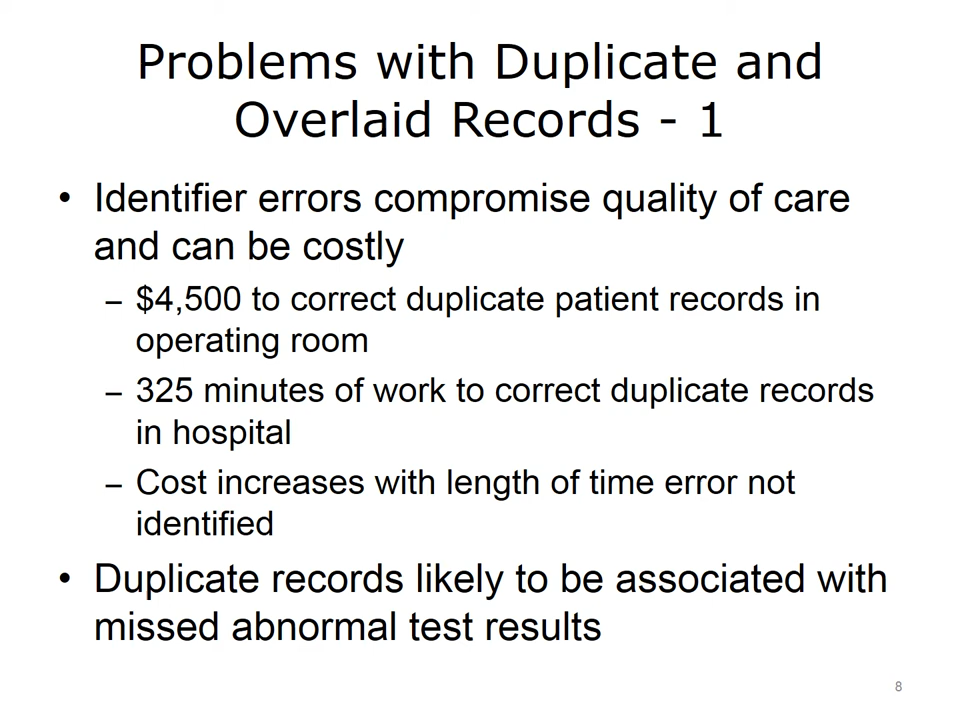 Problems with Duplicate and
Overlaid Records - 1
• Identifier errors compromise quality of care
and can be costly
– $4,500 to correct duplicate patient records in
operating room
– 325 minutes of work to correct duplicate records
in hospital
– Cost increases with length of time error not
identified
• Duplicate records likely to be associated with
missed abnormal test results
8